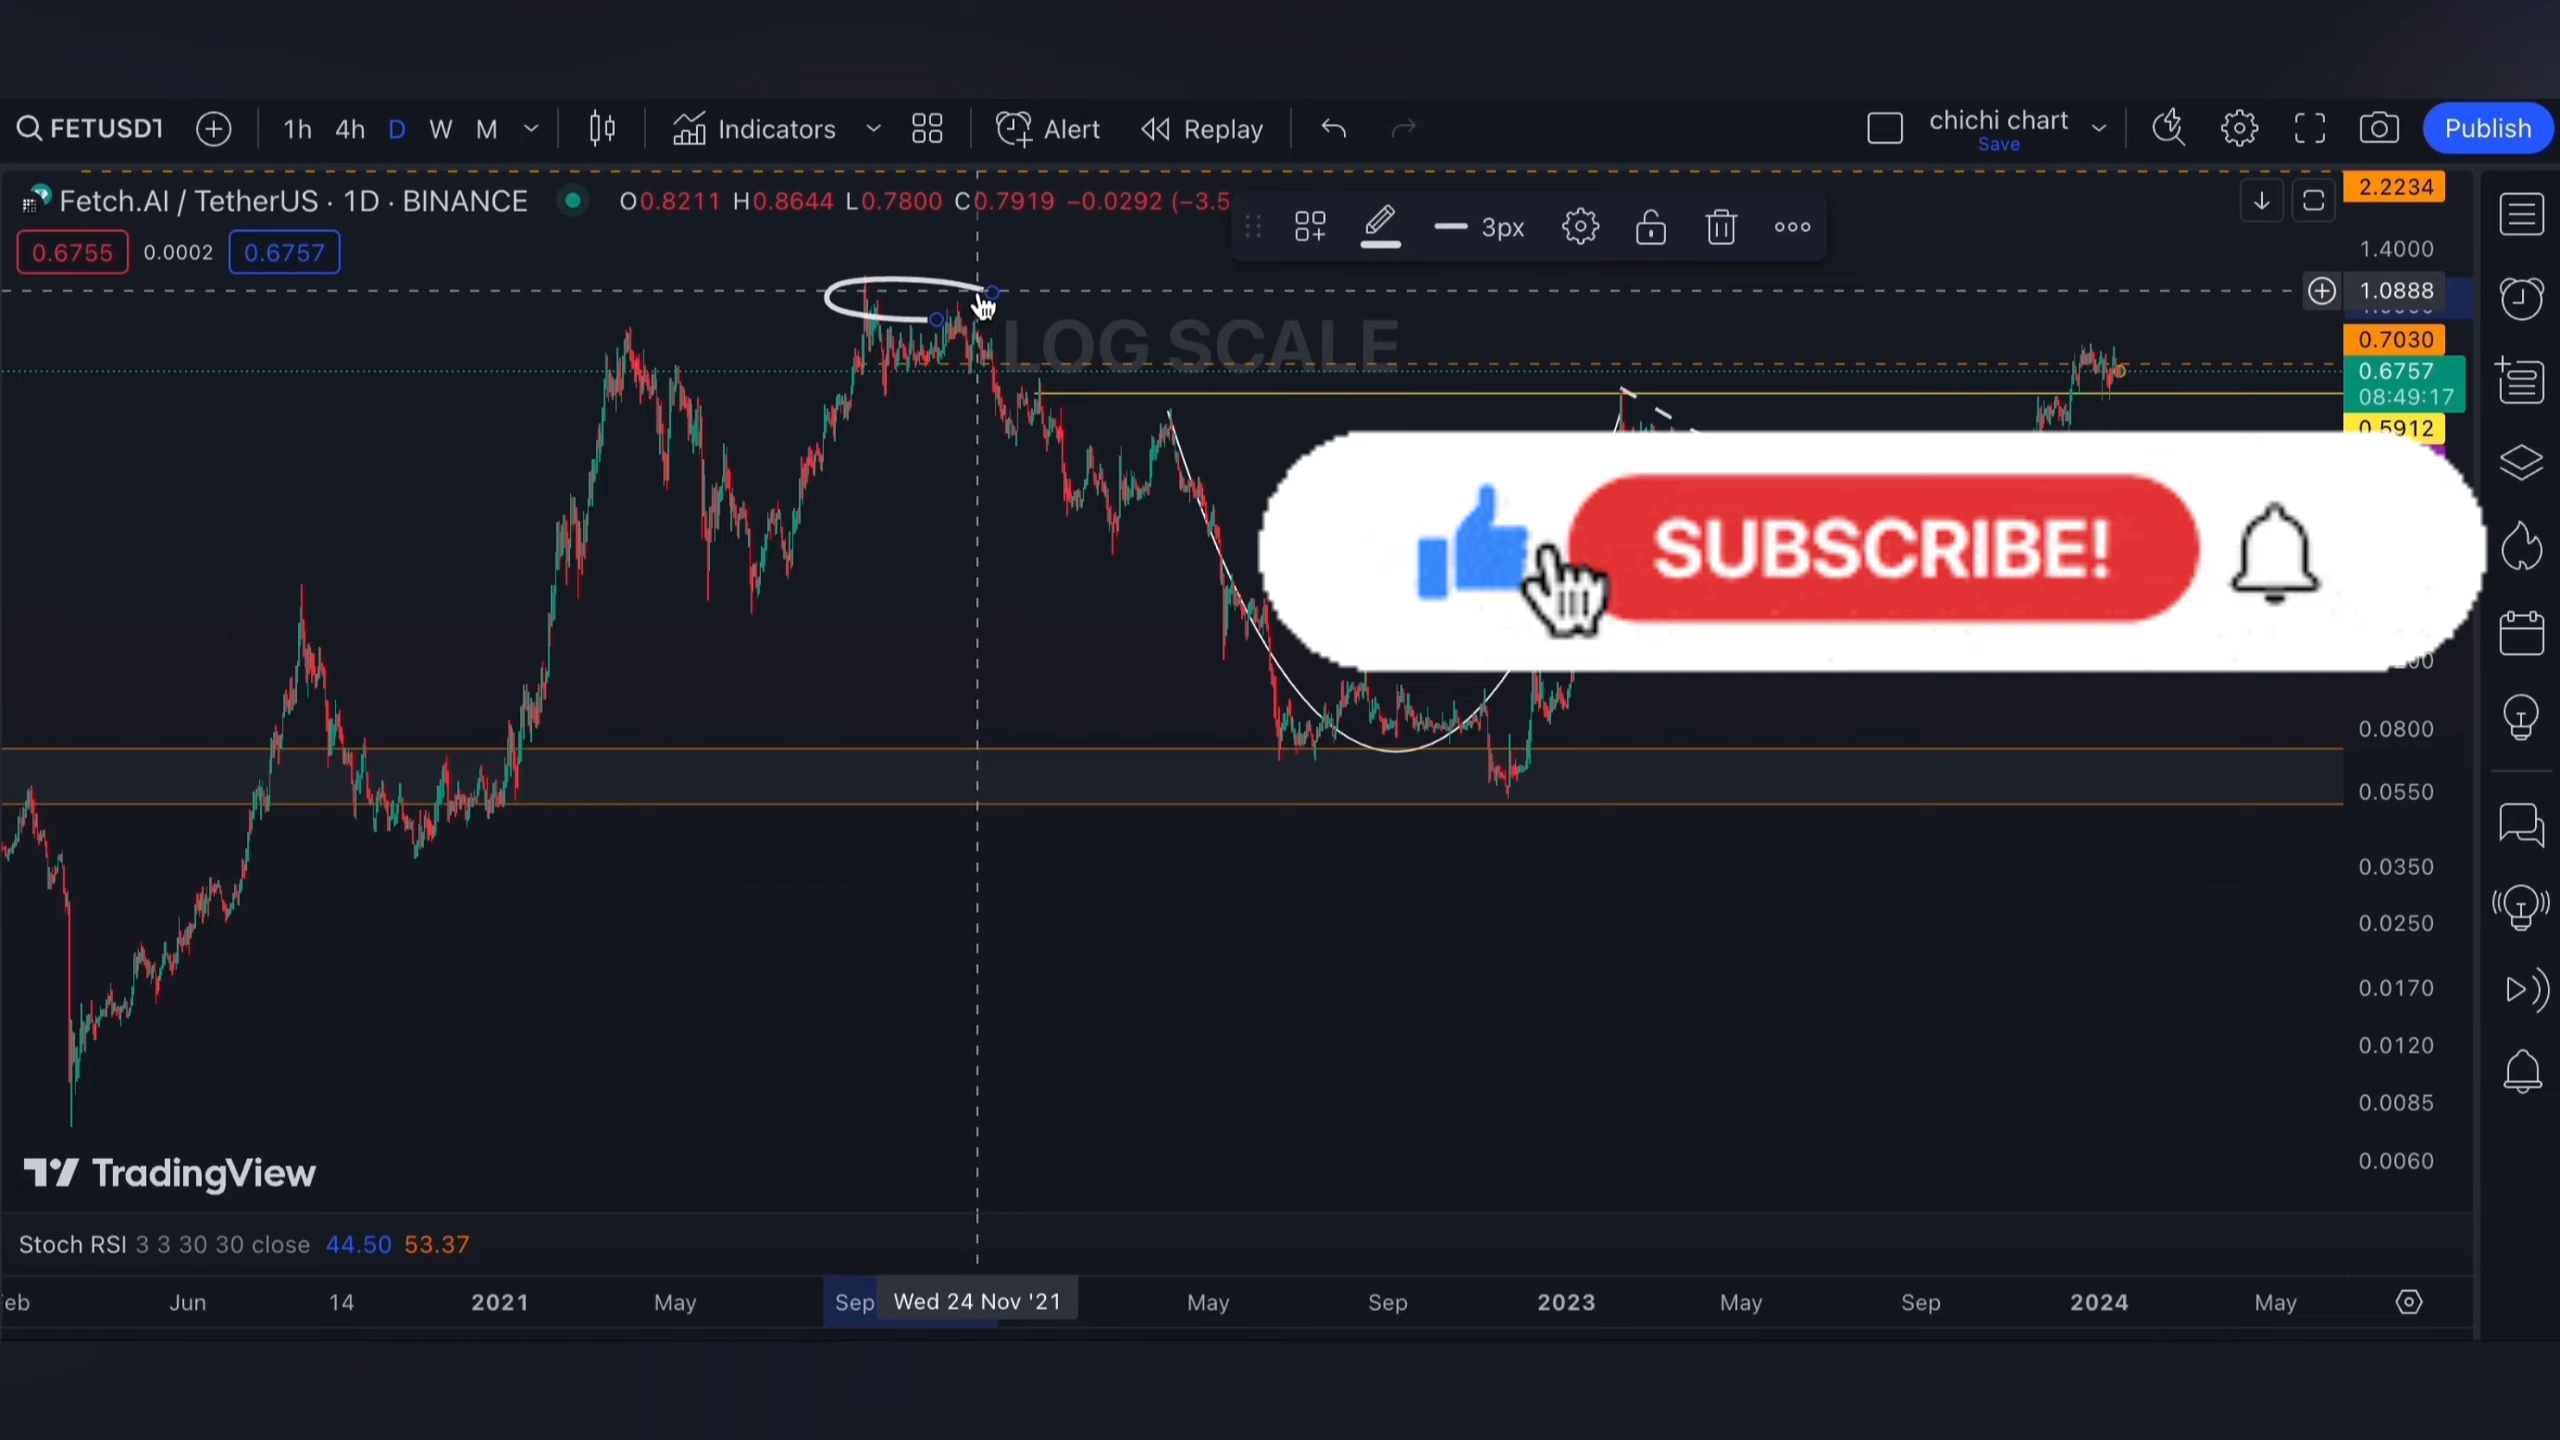 FETUSDT
1h 4h D W M Indicators Alert Replay chichi chart Publish
Save
Fetch.AI / TetherUS · 1D · BINANCE O0.8211 H0.8644 L0.7800 C0.7919 −0.0292 (−3.5
3px
2.2234
0.6755 0.0002 0.6757
1.4000
1.0888
LOG SCALE
0.7030
0.6757
08:49:17
0.5912
SUBSCRIBE!
0.0800
0.0550
0.0350
0.0250
0.0170
0.0120
0.0085
0.0060
TradingView
Stoch RSI 3 3 30 30 close 44.50 53.37
eb Jun 14 2021 May Sep Wed 24 Nov '21 May Sep 2023 May Sep 2024 May